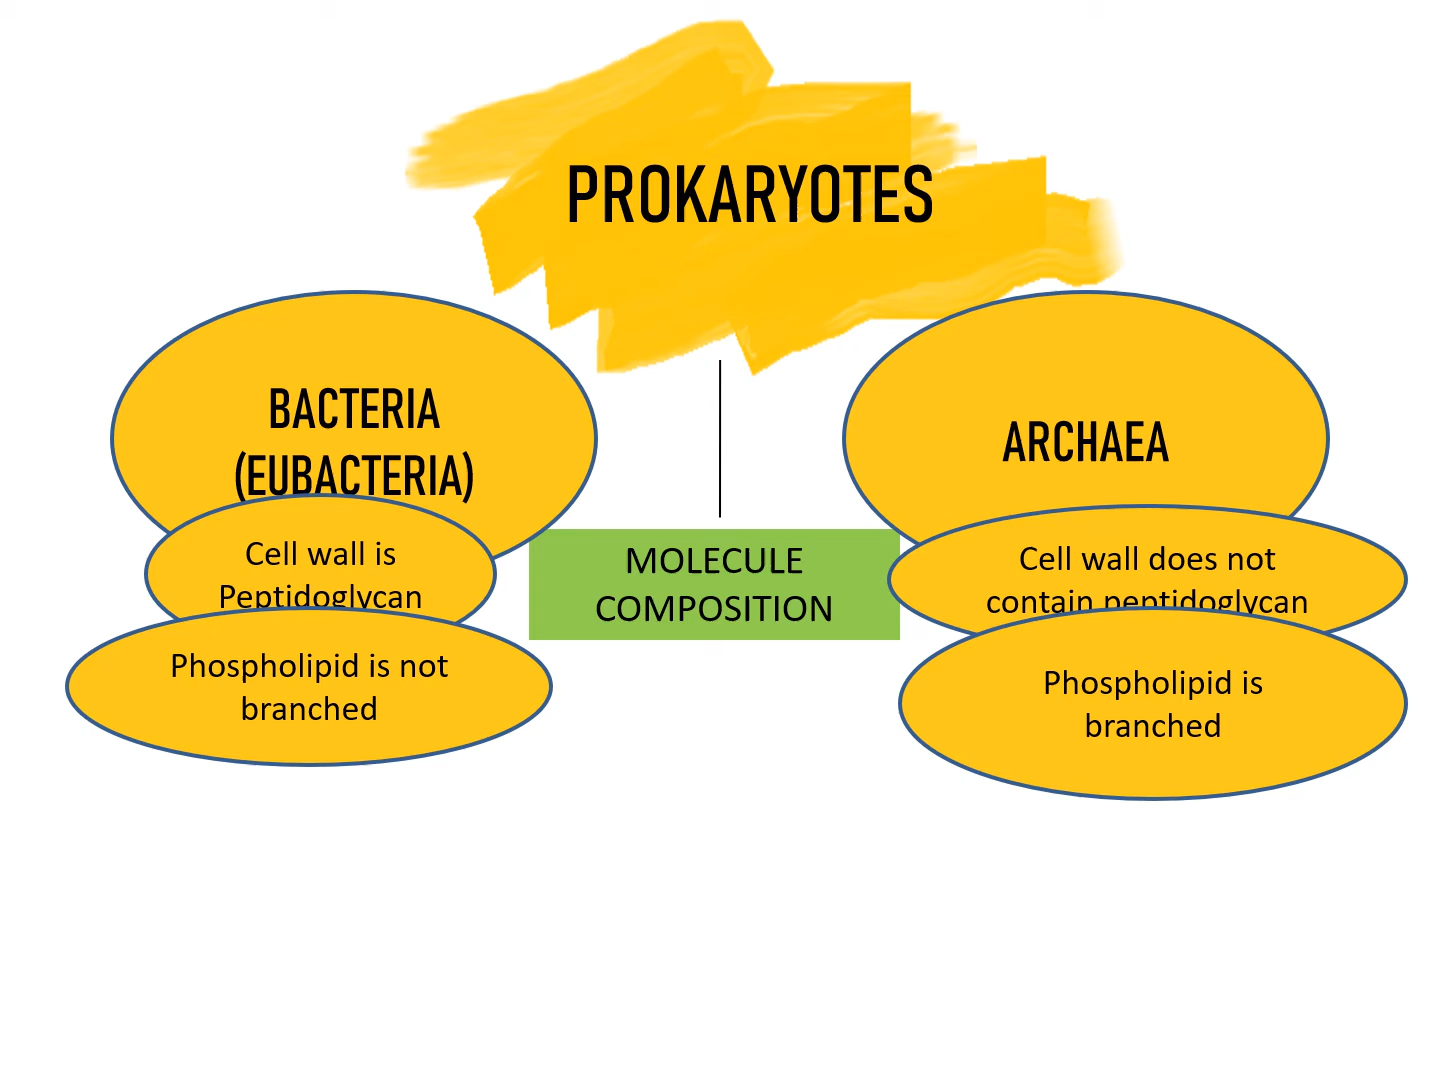 PROKARYOTES
BACTERIA
(EUBACTERIA)
Cell wall is
Peptidoglycan
Phospholipid is not
branched
MOLECULE
COMPOSITION
ARCHAEA
Cell wall does not
contain peptidoglycan
Phospholipid is
branched